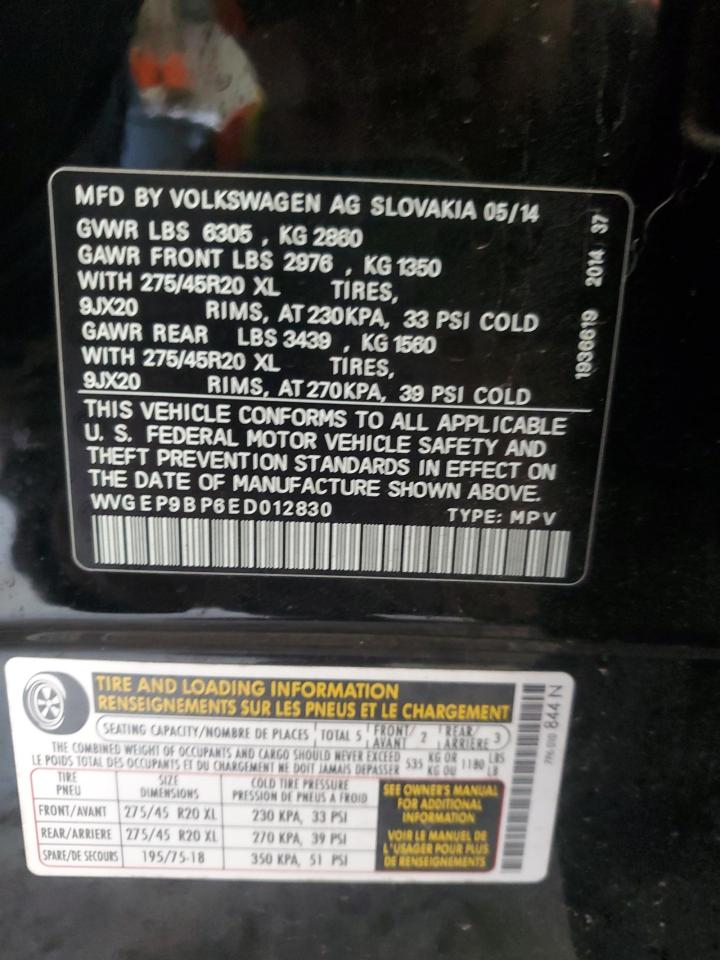 MFD BY VOLKSWAGEN AG SLOVAKIA 05/14
GVWR LBS 6305 , KG 2860
GAWR FRONT LBS 2976 , KG 1350
WITH 275/45R20 XL TIRES,
9JX20 RIMS, AT 230KPA, 33 PSI COLD
GAWR REAR LBS 3439 , KG 1560
WITH 275/45R20 XL TIRES,
9JX20 RIMS, AT 270KPA, 39 PSI COLD
1936619 2014 37
THIS VEHICLE CONFORMS TO ALL APPLICABLE
U. S. FEDERAL MOTOR VEHICLE SAFETY AND
THEFT PREVENTION STANDARDS IN EFFECT ON
THE DATE OF MANUFACTURE SHOWN ABOVE.
WVGEP9BP6ED012830 TYPE: MPV
TIRE AND LOADING INFORMATION
RENSEIGNEMENTS SUR LES PNEUS ET LE CHARGEMENT
SEATING CAPACITY/NOMBRE DE PLACES TOTAL 5 FRONT/AVANT 2 REAR/ARRIÈRE 3
THE COMBINED WEIGHT OF OCCUPANTS AND CARGO SHOULD NEVER EXCEED 535 KG OR 1180 LBS
LE POIDS TOTAL DES OCCUPANTS ET DU CHARGEMENT NE DOIT JAMAIS DEPASSER KG OU LB
TIRE PNEU SIZE DIMENSIONS COLD TIRE PRESSURE PRESSION DE PNEUS A FROID
FRONT/AVANT 275/45 R20 XL 230 KPA, 33 PSI
REAR/ARRIERE 275/45 R20 XL 270 KPA, 39 PSI
SPARE/DE SECOURS 195/75-18 350 KPA, 51 PSI
SEE OWNER'S MANUAL
FOR ADDITIONAL
INFORMATION
VOIR LE MANUEL DE
L'USAGER POUR PLUS
DE RENSEIGNEMENTS
844 N